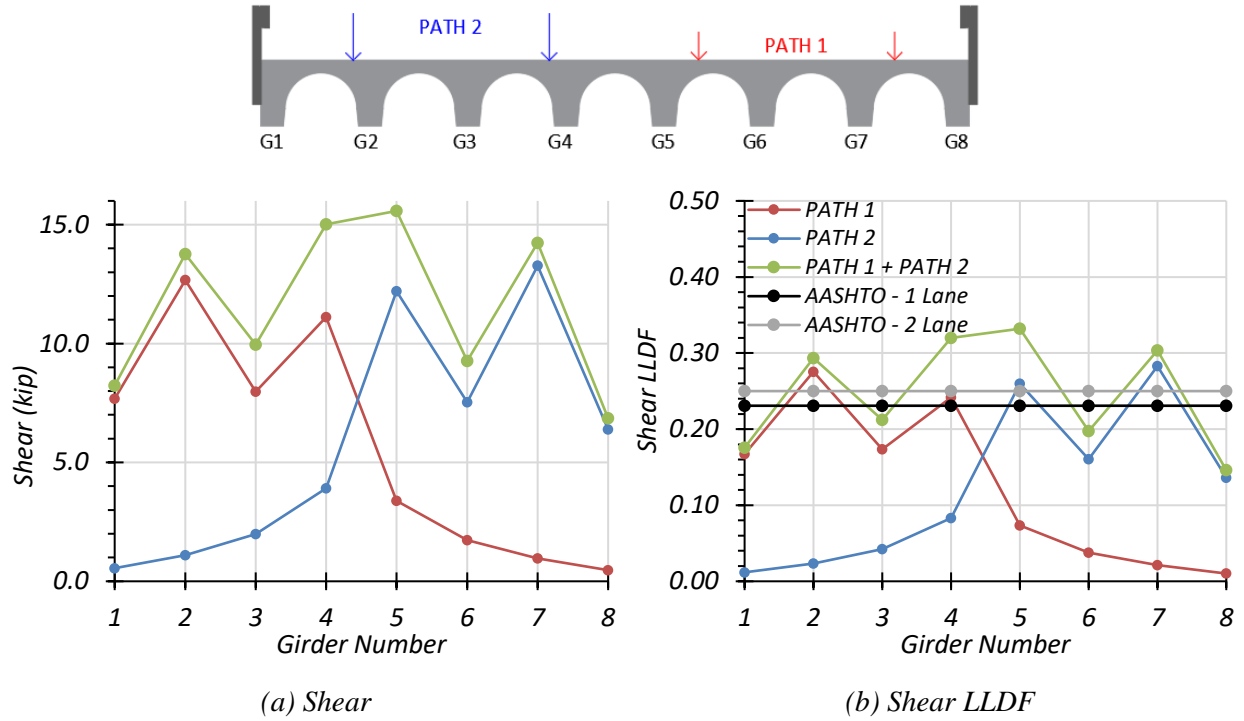 PATH 2
PATH 1
G1 G2 G3 G4 G5 G6 G7 G8
Shear (kip)
15.0
10.0
5.0
0.0
1 2 3 4 5 6 7 8
Girder Number
(a) Shear
Shear LLDF
0.50
0.40
0.30
0.20
0.10
0.00
PATH 1
PATH 2
PATH 1 + PATH 2
AASHTO - 1 Lane
AASHTO - 2 Lane
1 2 3 4 5 6 7 8
Girder Number
(b) Shear LLDF